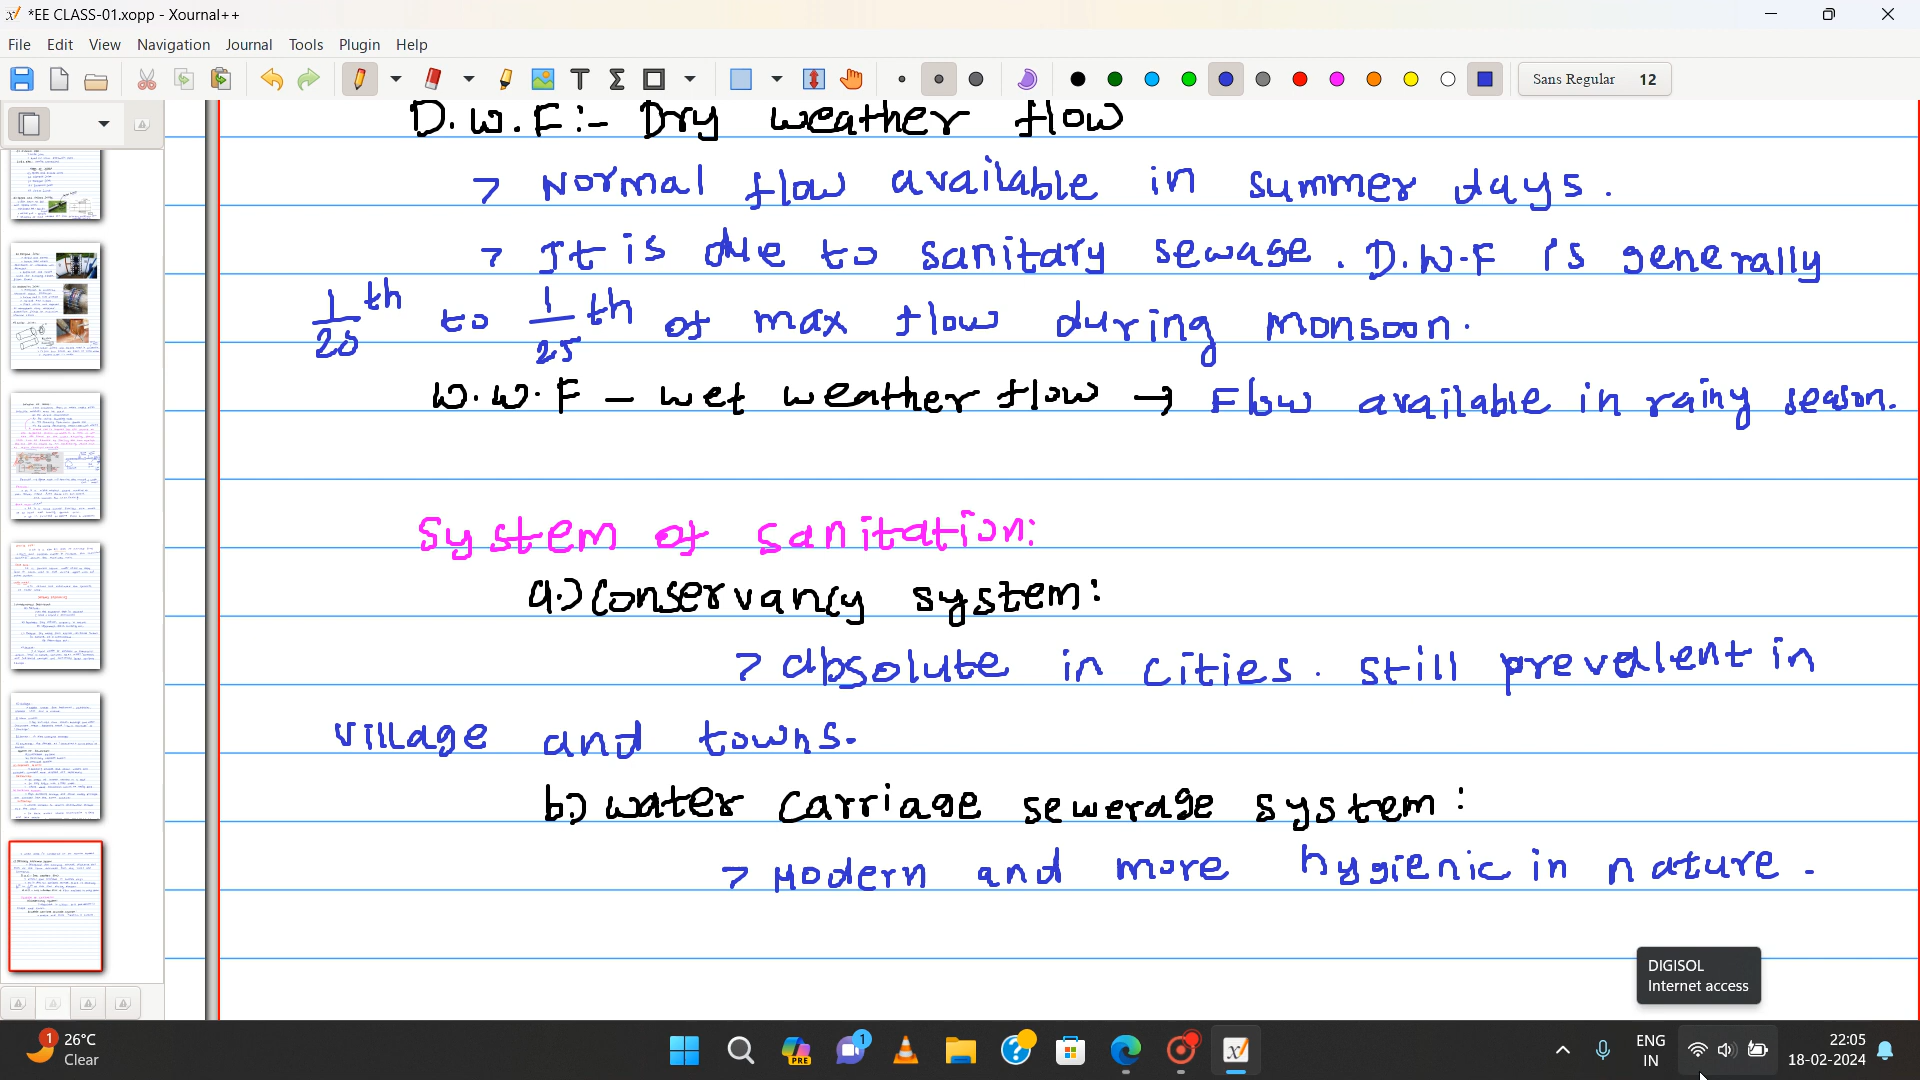 *EE CLASS-01.xopp - Xournal++
File Edit View Navigation Journal Tools Plugin Help
Sans Regular 12
D.W.F:- Dry weather flow
> Normal flow available in summer days.
> It is due to sanitary sewage. D.W.F is generally
1/20 th to 1/25 th of max flow during monsoon.
W.W.F - wet weather flow → Flow available in rainy season.
System of sanitation:
a.) Conservancy system:
> absolute in cities. still prevalent in
village and towns.
b.) water carriage sewerage system:
> Modern and more hygienic in nature.
DIGISOL
Internet access
1
26°C
Clear
PRE
1
ENG
IN
22:05
18-02-2024